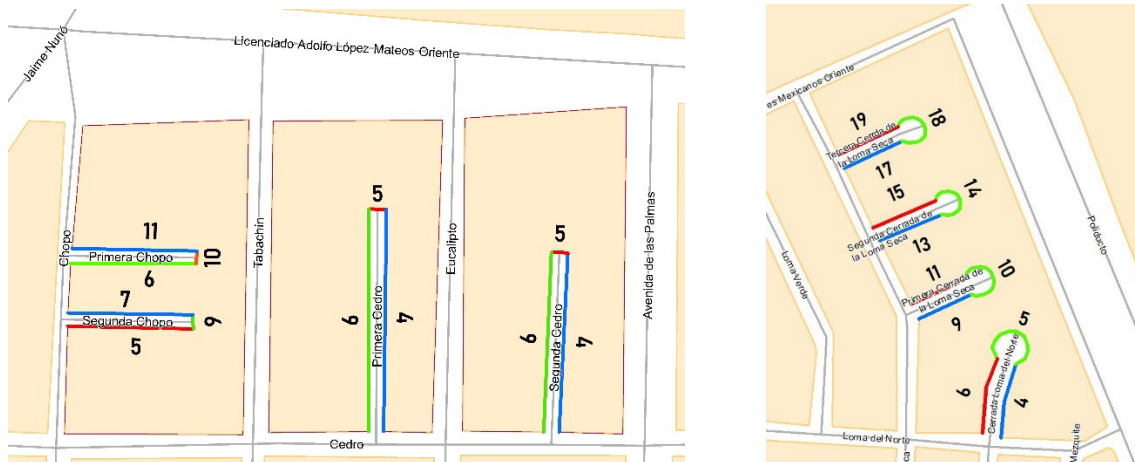 Jaime Nunó
Licenciado Adolfo López Mateos Oriente
Chopo
11
Primera Chopo
10
6
7
Segunda Chopo
6
5
Tabachín
5
6
Primera Cedro
4
Eucalipto
5
6
Segunda Cedro
4
Avenida de las Palmas
Cedro
es Mexicanos Oriente
19
Tercera Cerrda de
la Loma Seca
18
17
15
Segunda Cerrada de
la Loma Seca
14
13
11
Primera Cerrada de
la Loma Seca
10
9
5
6
Cerrada Loma del Norte
4
Loma Verde
Poliducto
Loma del Norte
ca
Mezquite